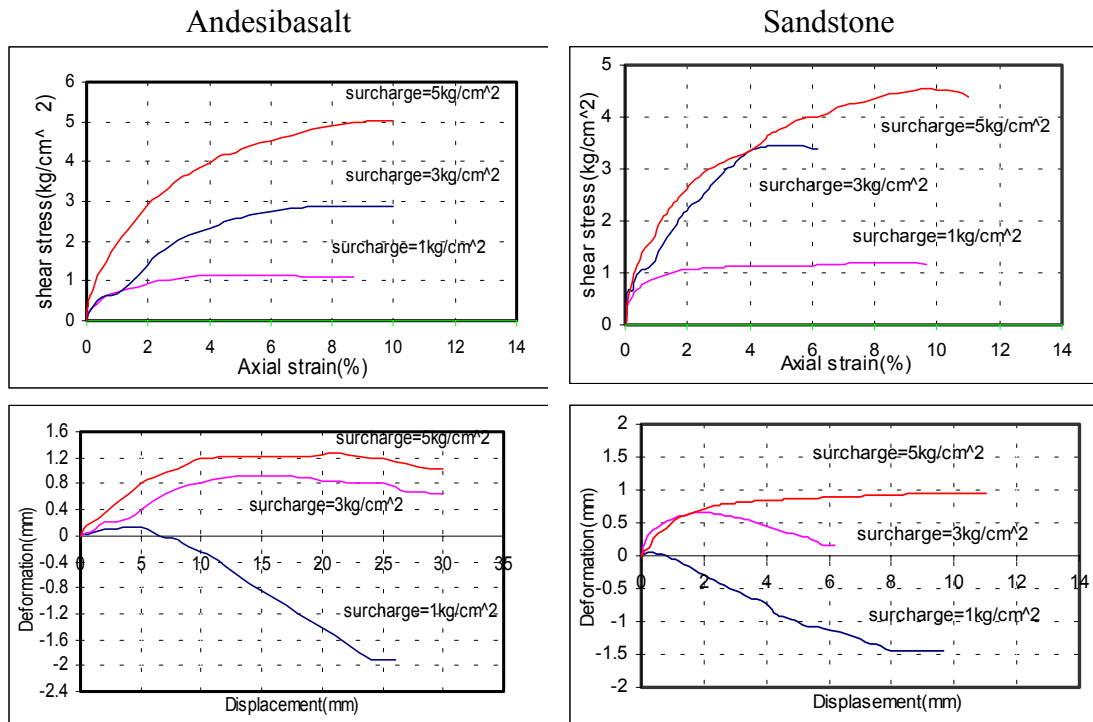 Andesibasalt
Sandstone
shear stress(kg/cm^ 2)
6
5
4
3
2
1
0
surcharge=5kg/cm^2
surcharge=3kg/cm^2
surcharge=1kg/cm^2
0 2 4 6 8 10 12 14
Axial strain(%)
shear stress(kg/cm^2)
5
4
3
2
1
0
surcharge=5kg/cm^2
surcharge=3kg/cm^2
surcharge=1kg/cm^2
0 2 4 6 8 10 12 14
Axial strain(%)
Deformation(mm)
1.6
1.2
0.8
0.4
0
-0.4
-0.8
-1.2
-1.6
-2
-2.4
surcharge=5kg/cm^2
surcharge=3kg/cm^2
0 5 10 15 20 25 30 35
surcharge=1kg/cm^2
Displacement(mm)
Deformation(mm)
2
1.5
1
0.5
0
-0.5
-1
-1.5
-2
surcharge=5kg/cm^2
surcharge=3kg/cm^2
0 2 4 6 8 10 12 14
surcharge=1kg/cm^2
Displasement(mm)